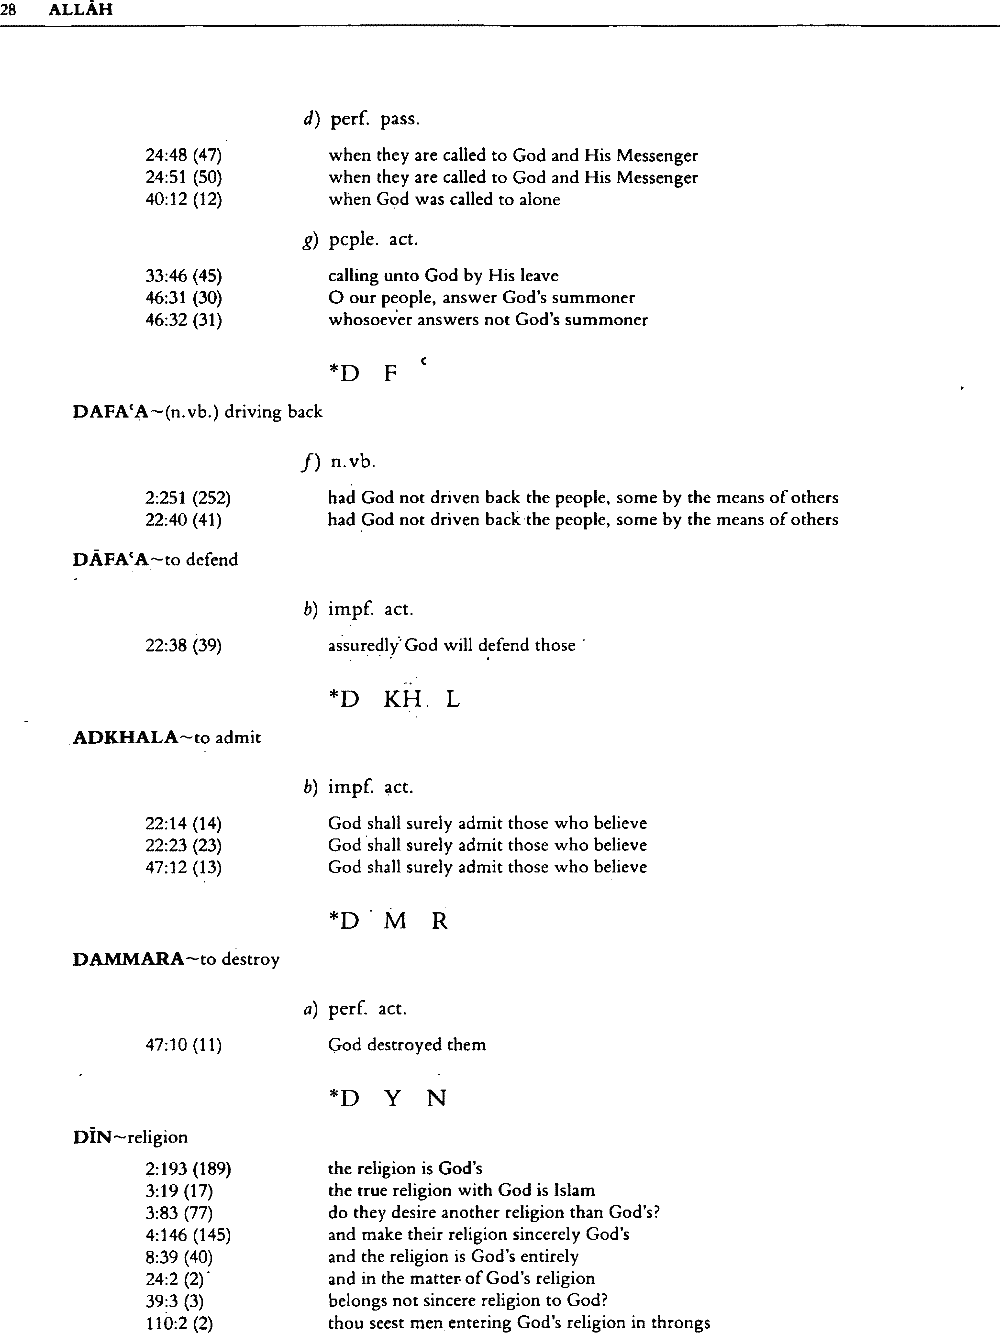 28 ALLĀH
d) perf. pass.
24:48 (47) when they are called to God and His Messenger
24:51 (50) when they are called to God and His Messenger
40:12 (12) when God was called to alone
g) pcple. act.
33:46 (45) calling unto God by His leave
46:31 (30) O our people, answer God's summoner
46:32 (31) whosoever answers not God's summoner
*D F ʿ
DAFAʿA~(n.vb.) driving back
f) n.vb.
2:251 (252) had God not driven back the people, some by the means of others
22:40 (41) had God not driven back the people, some by the means of others
DĀFAʿA~to defend
b) impf. act.
22:38 (39) assuredly God will defend those
*D KH L
ADKHALA~to admit
b) impf. act.
22:14 (14) God shall surely admit those who believe
22:23 (23) God shall surely admit those who believe
47:12 (13) God shall surely admit those who believe
*D M R
DAMMARA~to destroy
a) perf. act.
47:10 (11) God destroyed them
*D Y N
DĪN~religion
2:193 (189) the religion is God's
3:19 (17) the true religion with God is Islam
3:83 (77) do they desire another religion than God's?
4:146 (145) and make their religion sincerely God's
8:39 (40) and the religion is God's entirely
24:2 (2) and in the matter of God's religion
39:3 (3) belongs not sincere religion to God?
110:2 (2) thou seest men entering God's religion in throngs